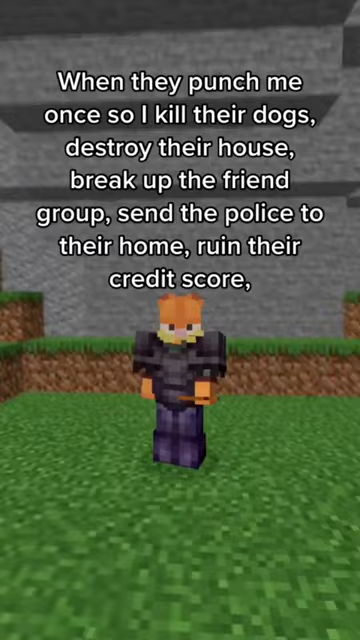 When they punch me
once so I kill their dogs,
destroy their house,
break up the friend
group, send the police to
their home, ruin their
credit score,